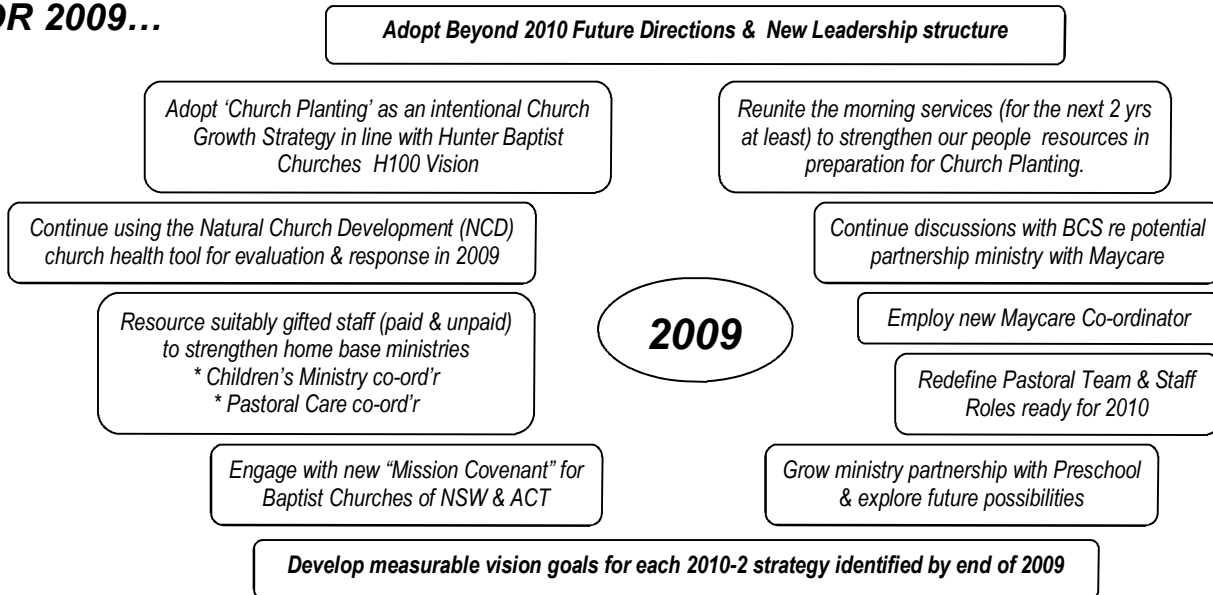 OR 2009…
Adopt Beyond 2010 Future Directions & New Leadership structure
Adopt ‘Church Planting’ as an intentional Church
Growth Strategy in line with Hunter Baptist
Churches H100 Vision
Reunite the morning services (for the next 2 yrs
at least) to strengthen our people resources in
preparation for Church Planting.
Continue using the Natural Church Development (NCD)
church health tool for evaluation & response in 2009
Continue discussions with BCS re potential
partnership ministry with Maycare
Resource suitably gifted staff (paid & unpaid)
to strengthen home base ministries
* Children’s Ministry co-ord’r
* Pastoral Care co-ord’r
2009
Employ new Maycare Co-ordinator
Redefine Pastoral Team & Staff
Roles ready for 2010
Engage with new “Mission Covenant” for
Baptist Churches of NSW & ACT
Grow ministry partnership with Preschool
& explore future possibilities
Develop measurable vision goals for each 2010-2 strategy identified by end of 2009